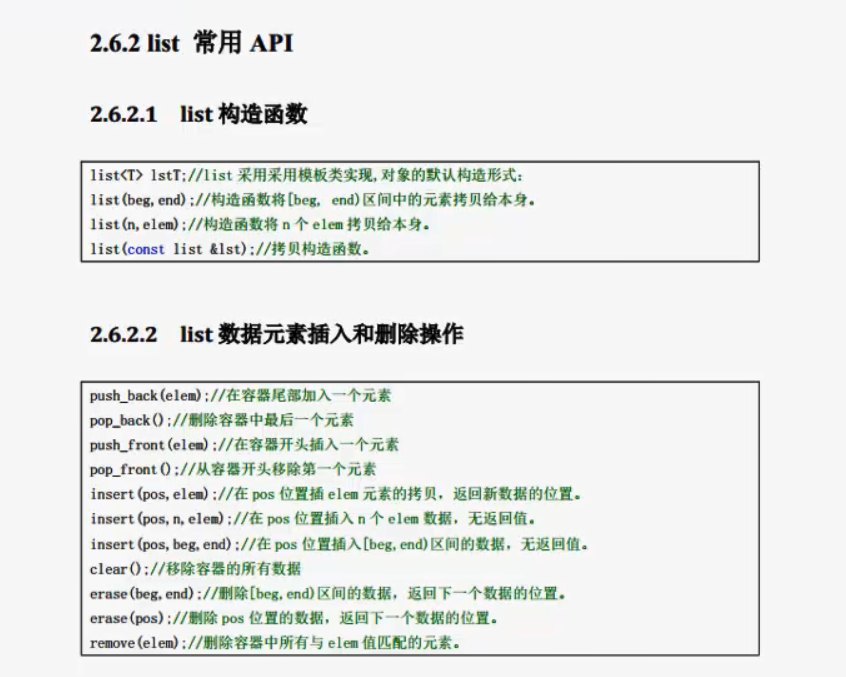 2.6.2 list 常用 API
2.6.2.1 list 构造函数
list<T> lstT;//list 采用采用模板类实现,对象的默认构造形式：
list(beg,end);//构造函数将[beg, end)区间中的元素拷贝给本身。
list(n,elem);//构造函数将 n 个 elem 拷贝给本身。
list(const list &lst);//拷贝构造函数。
2.6.2.2 list 数据元素插入和删除操作
push_back(elem);//在容器尾部加入一个元素
pop_back();//删除容器中最后一个元素
push_front(elem);//在容器开头插入一个元素
pop_front();//从容器开头移除第一个元素
insert(pos,elem);//在 pos 位置插 elem 元素的拷贝，返回新数据的位置。
insert(pos,n,elem);//在 pos 位置插入 n 个 elem 数据，无返回值。
insert(pos,beg,end);//在 pos 位置插入[beg,end)区间的数据，无返回值。
clear();//移除容器的所有数据
erase(beg,end);//删除[beg,end)区间的数据，返回下一个数据的位置。
erase(pos);//删除 pos 位置的数据，返回下一个数据的位置。
remove(elem);//删除容器中所有与 elem 值匹配的元素。